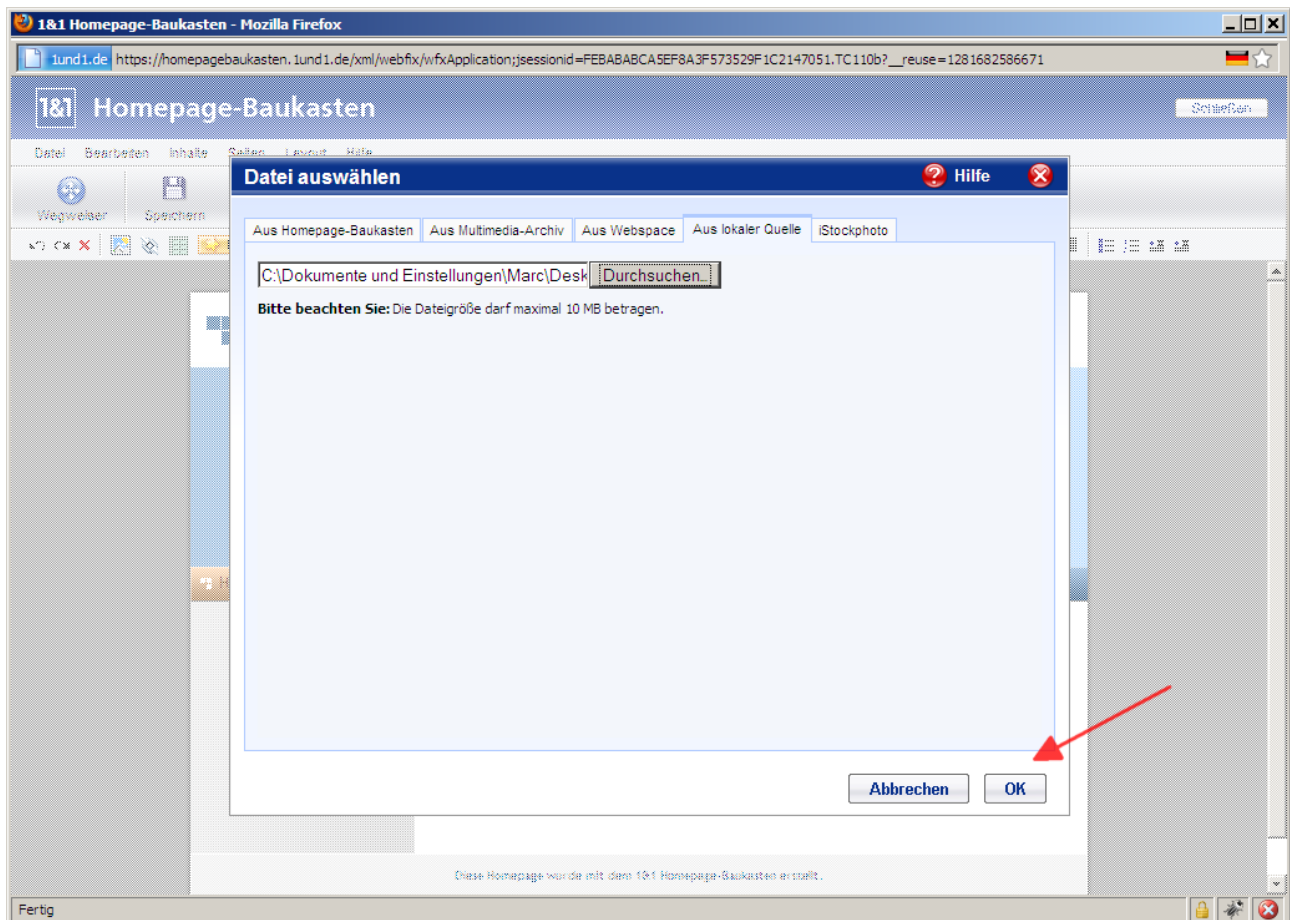 1&1 Homepage-Baukasten - Mozilla Firefox
1und1.de https://homepagebaukasten.1und1.de/xml/webfix/wfxApplication;jsessionid=FEBABABCA5EF8A3F573529F1C2147051.TC110b?__reuse=1281682586671
1&1 Homepage-Baukasten Schließen
Datei Bearbeiten Inhalte Seiten Layout Hilfe
Datei auswählen Hilfe
Wegweiser Speichern
Aus Homepage-Baukasten Aus Multimedia-Archiv Aus Webspace Aus lokaler Quelle iStockphoto
C:\Dokumente und Einstellungen\Marc\Desk Durchsuchen...
Bitte beachten Sie: Die Dateigröße darf maximal 10 MB betragen.
H
Abbrechen OK
Diese Homepage wurde mit dem 1&1 Homepage-Baukasten erstellt.
Fertig